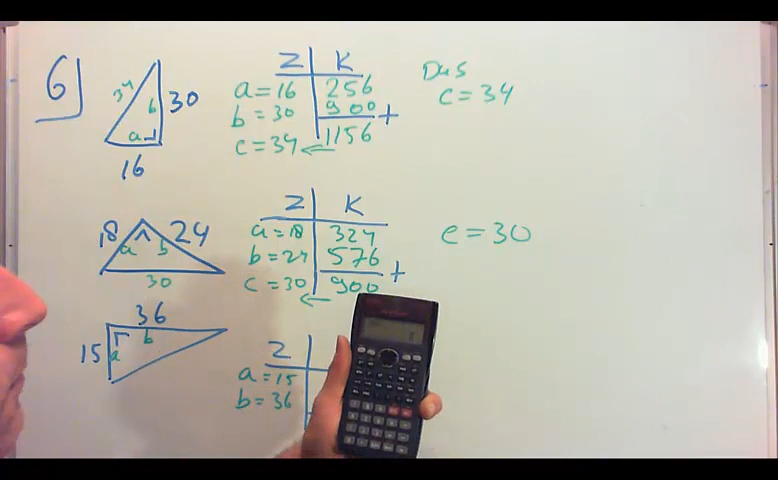 6
34
b
30
a
16
Z K
a = 16 256
b = 30 900 +
c = 34 ← 1156
Dus
c = 34
18
24
a
b
30
Z K
a = 18 324
b = 24 576 +
c = 30 ← 900
c = 30
36
15
a
b
Z
a = 15
b = 36